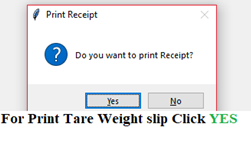 Print Receipt
Do you want to print Receipt?
Yes
No
For Print Tare Weight slip Click YES